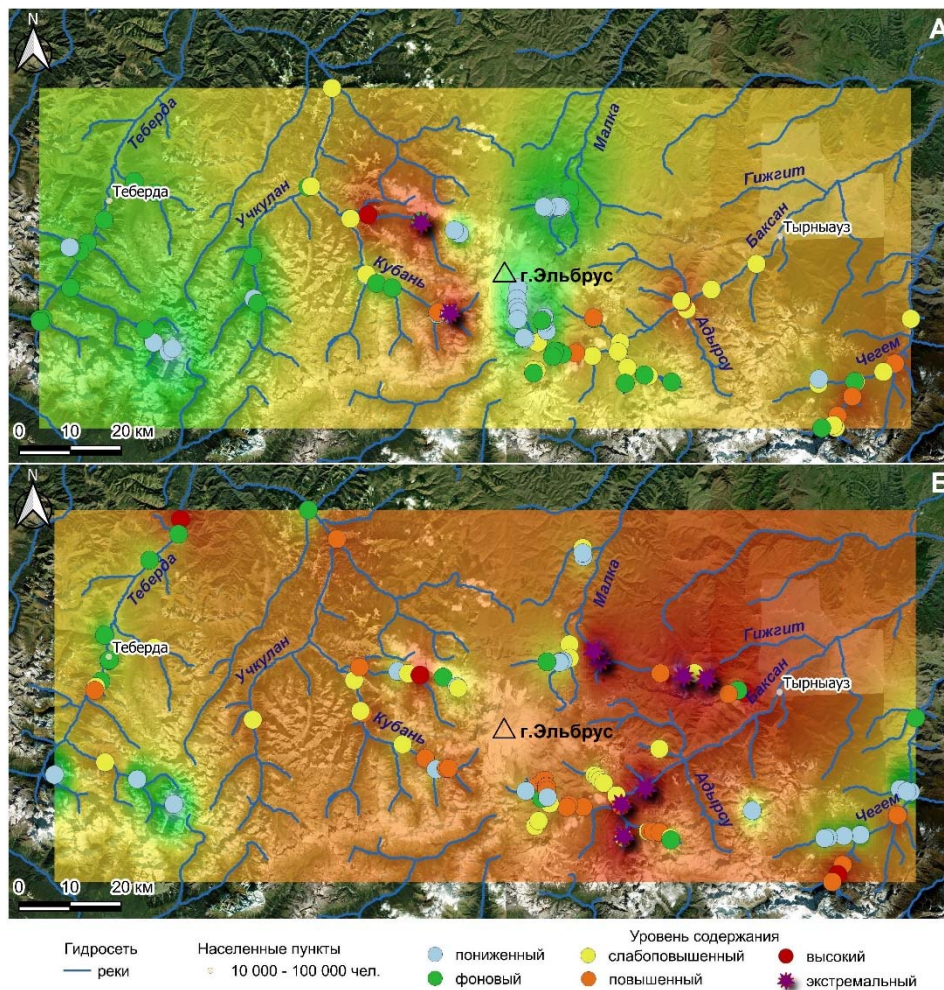 N
A
Теберда
Малка
Теберда
Учкулан
Гижгит
Баксан
Тырныауз
Кубань
г.Эльбрус
Адырсу
Чегем
0 10 20 км
N
Б
Теберда
Малка
Гижгит
Теберда
Учкулан
Баксан
Тырныауз
Кубань
г.Эльбрус
Адырсу
Чегем
0 10 20 км
Гидросеть Населенные пункты Уровень содержания
реки 10 000 - 100 000 чел. пониженный слабоповышенный высокий
фоновый повышенный экстремальный